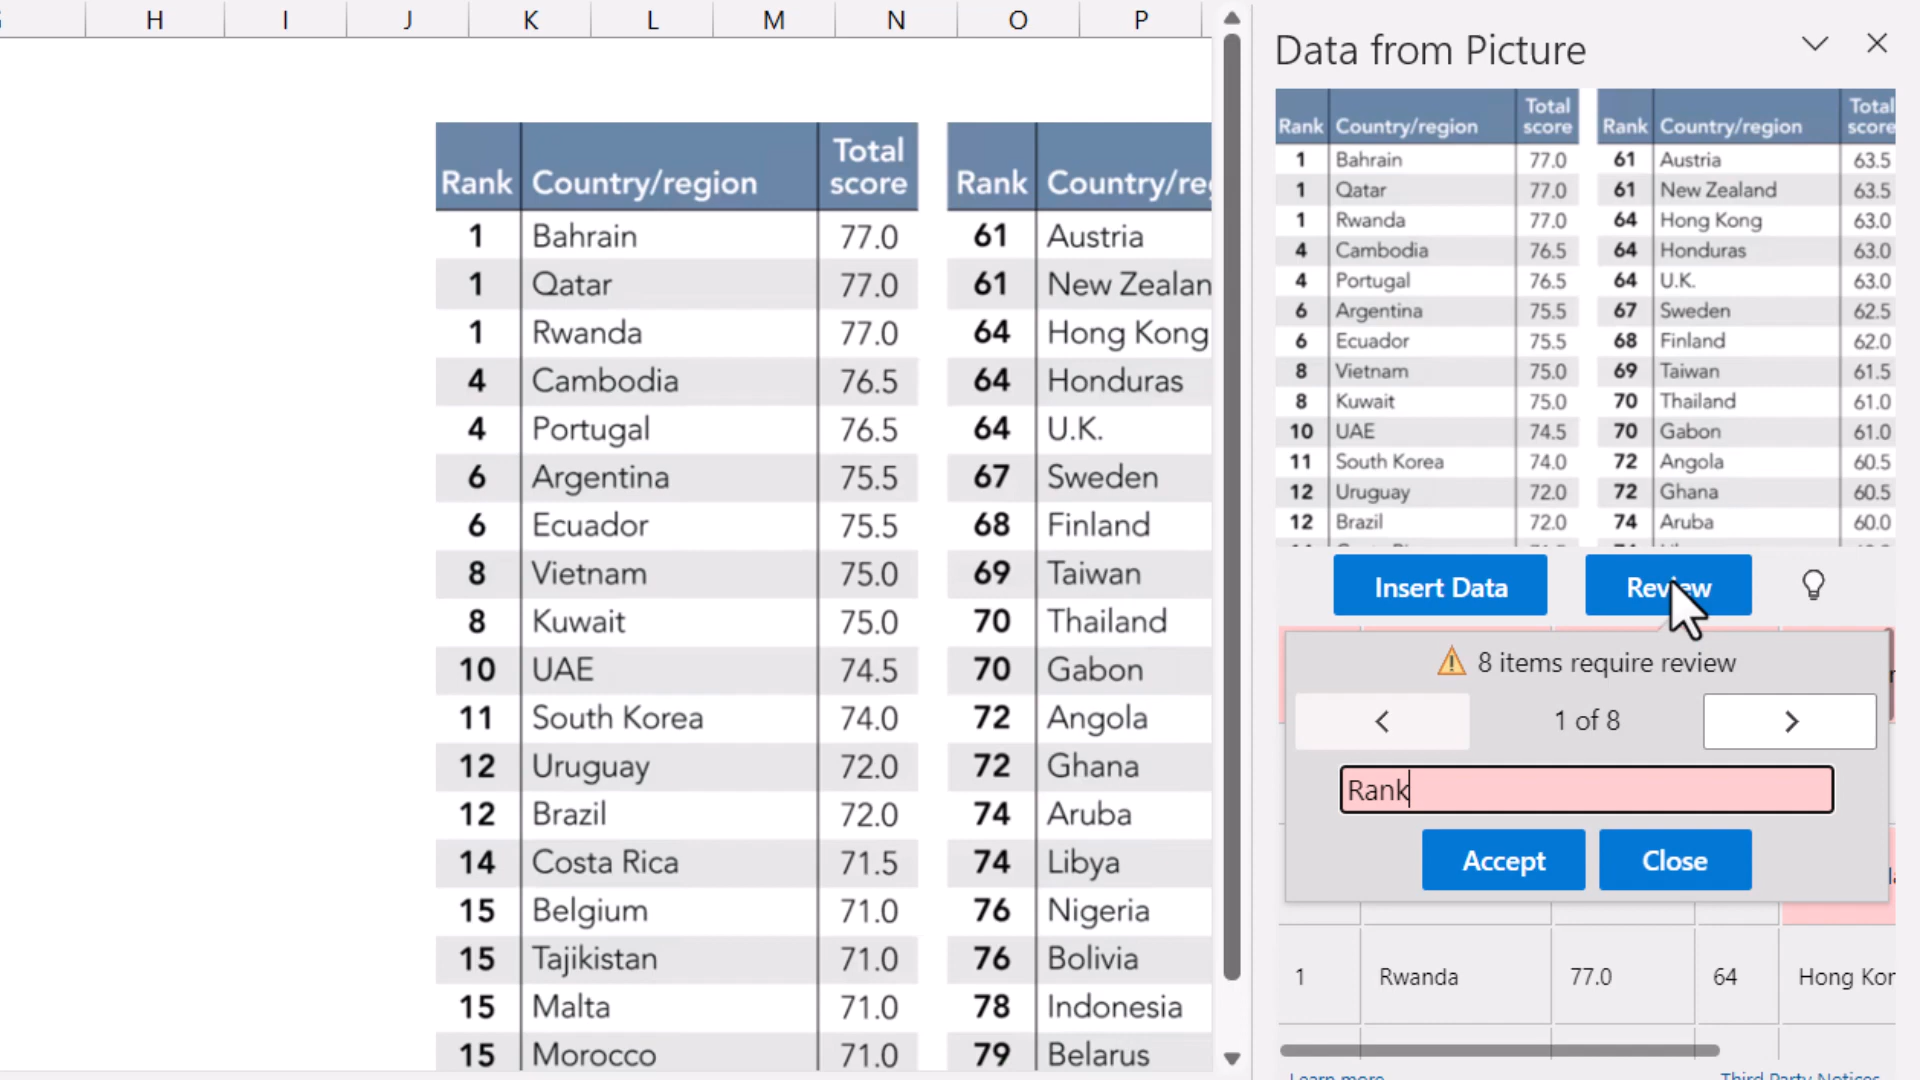 H I J K L M N O P
Rank Country/region Total score Rank
1 Bahrain 77.0 61 Austria
1 Qatar 77.0 61
1 Rwanda 77.0 64 Hong Kong
4 Cambodia 76.5 64 Honduras
4 Portugal 76.5 64 U.K.
6 Argentina 75.5 67 Sweden
6 Ecuador 75.5 68 Finland
8 Vietnam 75.0 69 Taiwan
8 Kuwait 75.0 70 Thailand
10 UAE 74.5 70 Gabon
11 South Korea 74.0 72 Angola
12 Uruguay 72.0 72 Ghana
12 Brazil 72.0 74 Aruba
14 Costa Rica 71.5 74 Libya
15 Belgium 71.0 76 Nigeria
15 Tajikistan 71.0 76 Bolivia
15 Malta 71.0 78 Indonesia
15 Morocco 71.0 79 Belarus
Data from Picture
Rank Country/region Total score Rank Country/region Total score
1 Bahrain 77.0 61 Austria 63.5
1 Qatar 77.0 61 New Zealand 63.5
1 Rwanda 77.0 64 Hong Kong 63.0
4 Cambodia 76.5 64 Honduras 63.0
4 Portugal 76.5 64 U.K. 63.0
6 Argentina 75.5 67 Sweden 62.5
6 Ecuador 75.5 68 Finland 62.0
8 Vietnam 75.0 69 Taiwan 61.5
8 Kuwait 75.0 70 Thailand 61.0
10 UAE 74.5 70 Gabon 61.0
11 South Korea 74.0 72 Angola 60.5
12 Uruguay 72.0 72 Ghana 60.5
12 Brazil 72.0 74 Aruba 60.0
Insert Data Review
8 items require review
1 of 8
Rank
Accept Close
1 Rwanda 77.0 64 Hong Kor
Learn more Third Party Notices